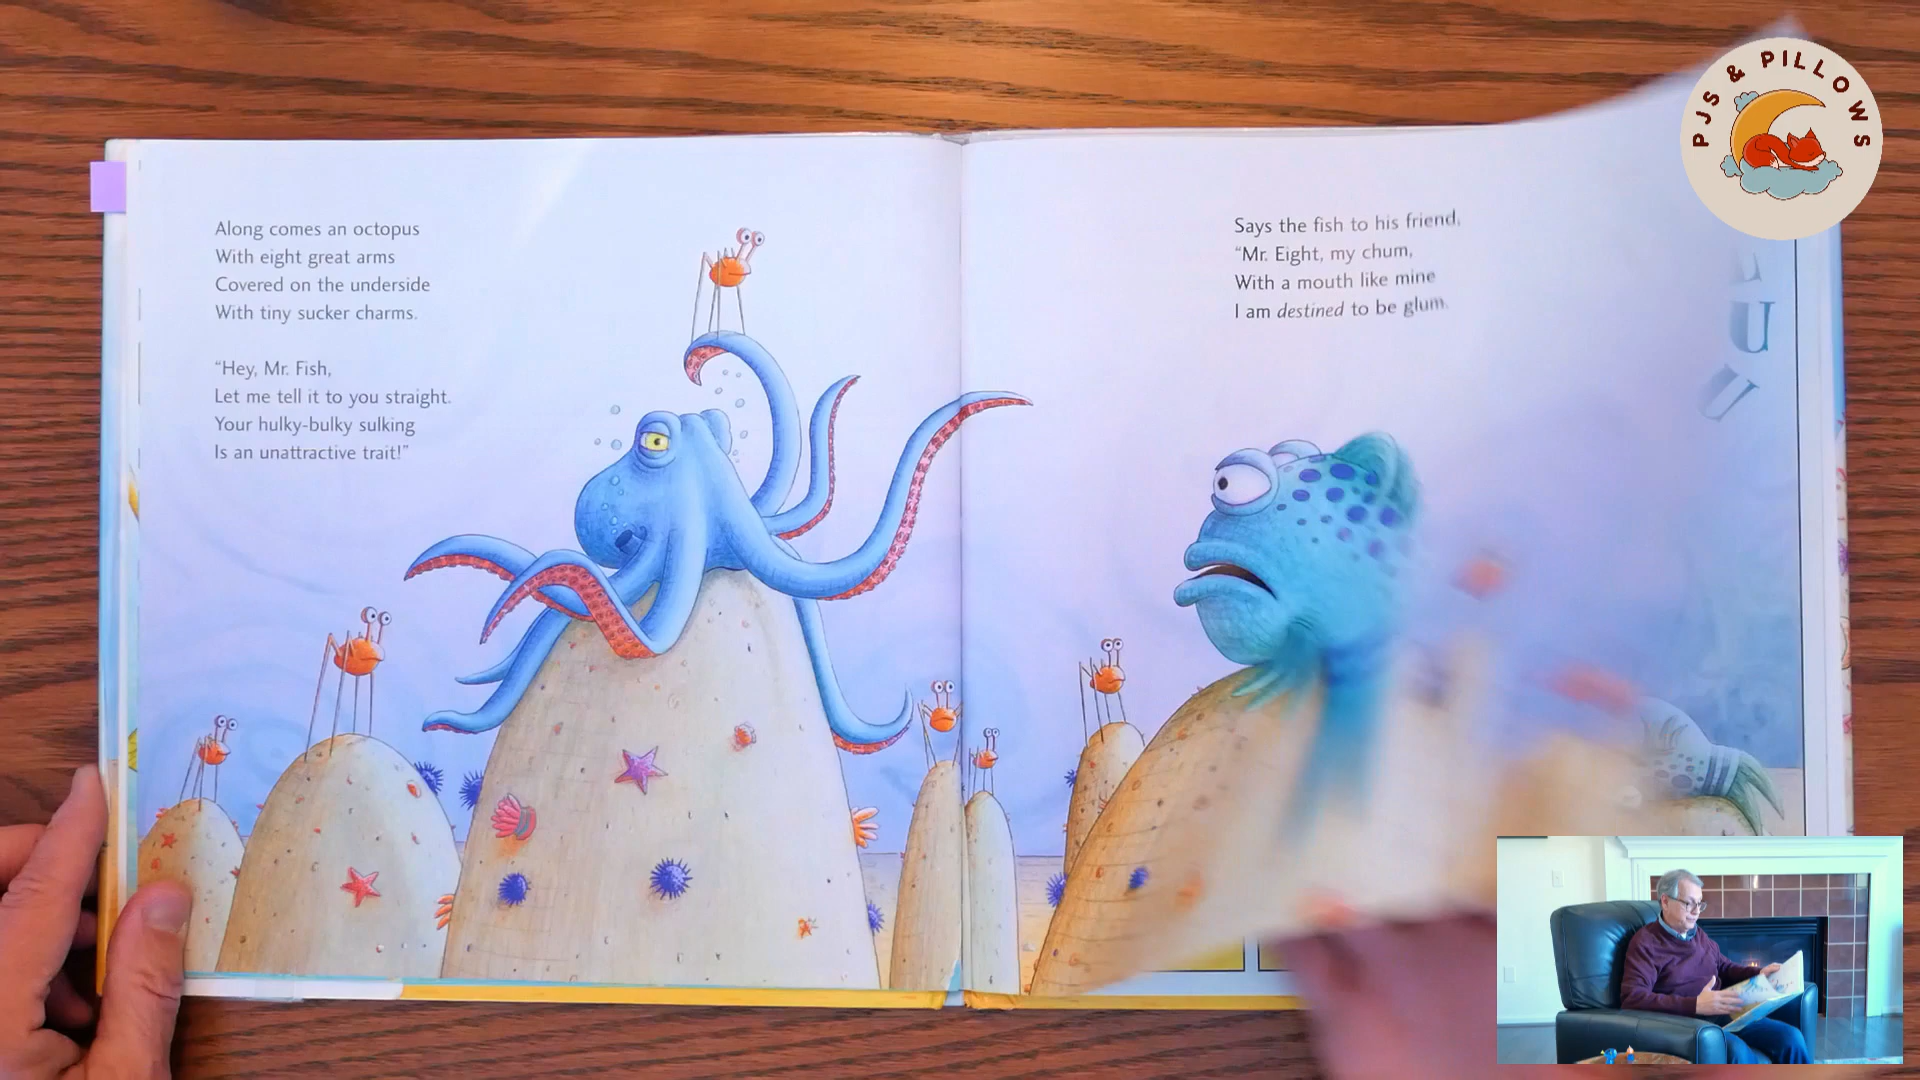 PJS & PILLOWS
Along comes an octopus
With eight great arms
Covered on the underside
With tiny sucker charms.
“Hey, Mr. Fish,
Let me tell it to you straight.
Your hulky-bulky sulking
Is an unattractive trait!”
Says the fish to his friend,
“Mr. Eight, my chum,
With a mouth like mine
I am destined to be glum.
U
U